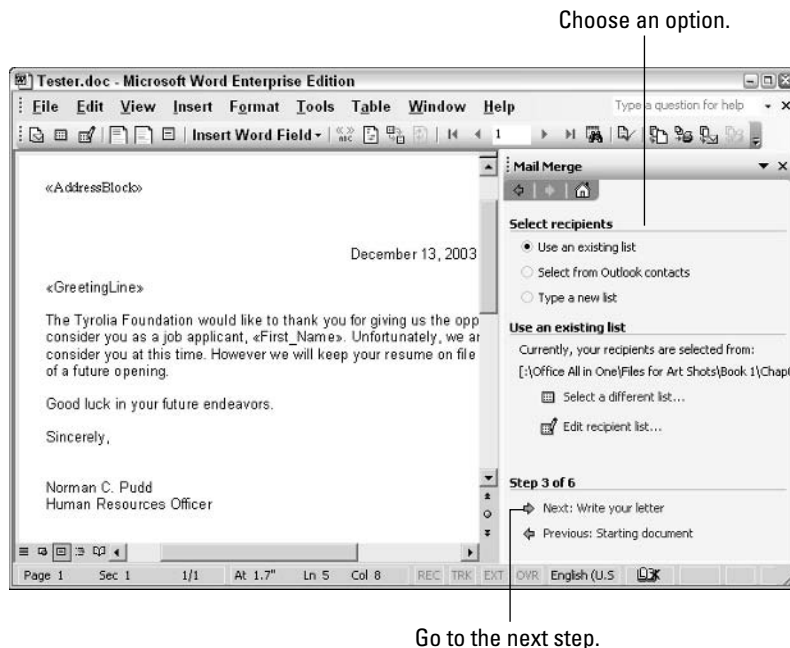 Choose an option.
Tester.doc - Microsoft Word Enterprise Edition
File Edit View Insert Format Tools Table Window Help Type a question for help
Insert Word Field 1
Mail Merge
«AddressBlock»
Select recipients
Use an existing list
December 13, 2003
Select from Outlook contacts
«GreetingLine»
Type a new list
The Tyrolia Foundation would like to thank you for giving us the opp
consider you as a job applicant, «First_Name». Unfortunately, we ar
consider you at this time. However we will keep your resume on file
of a future opening.
Use an existing list
Currently, your recipients are selected from:
[:\Office All in One\Files for Art Shots\Book 1\Chap
Select a different list...
Edit recipient list...
Good luck in your future endeavors.
Sincerely,
Norman C. Pudd
Human Resources Officer
Step 3 of 6
Next: Write your letter
Previous: Starting document
Page 1 Sec 1 1/1 At 1.7" Ln 5 Col 8 REC TRK EXT OVR English (U.S
Go to the next step.